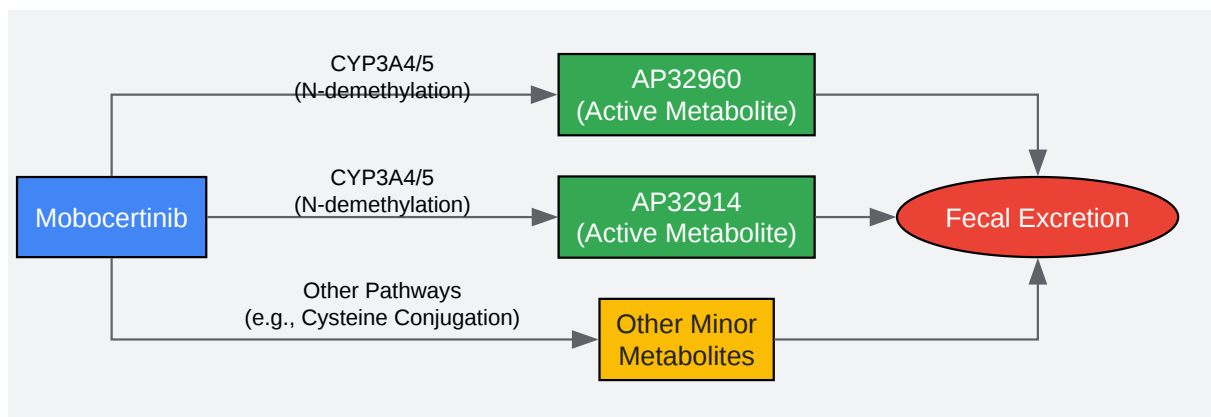 CYP3A4/5
(N-demethylation)
AP32960
(Active Metabolite)
Mobocertinib
CYP3A4/5
(N-demethylation)
AP32914
(Active Metabolite)
Fecal Excretion
Other Pathways
(e.g., Cysteine Conjugation)
Other Minor
Metabolites